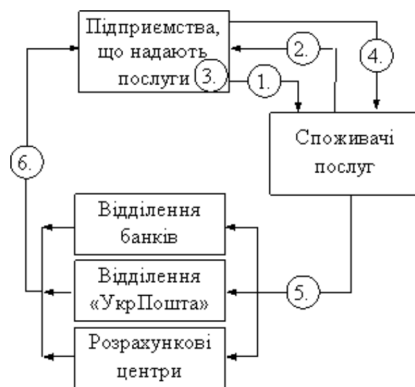 Підприємства,
що надають
послуги
3.
1.
2.
4.
Споживачі
послуг
6.
Відділення
банків
Відділення
«УкрПошта»
5.
Розрахункові
центри